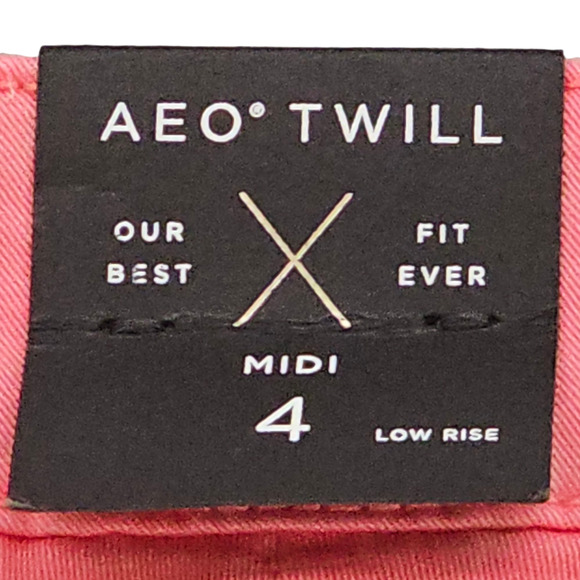 AEO® TWILL
OUR FIT
BEST EVER
MIDI
4
LOW RISE